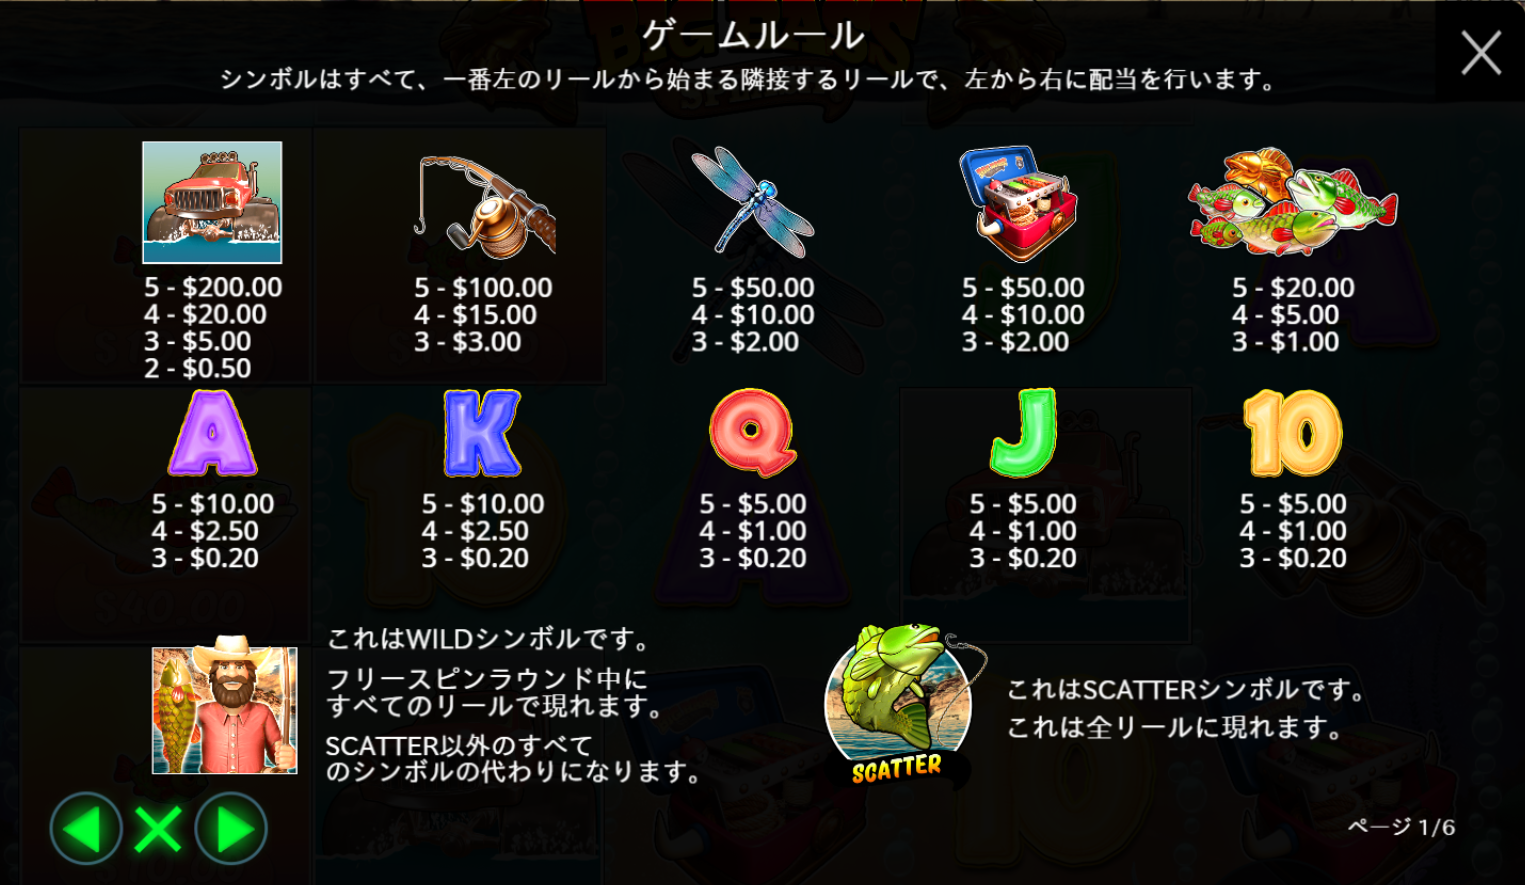 ゲームルール
シンボルはすべて、一番左のリールから始まる隣接するリールで、左から右に配当を行います。
5 - $200.00
4 - $20.00
3 - $5.00
2 - $0.50
5 - $100.00
4 - $15.00
3 - $3.00
5 - $50.00
4 - $10.00
3 - $2.00
5 - $50.00
4 - $10.00
3 - $2.00
5 - $20.00
4 - $5.00
3 - $1.00
A
5 - $10.00
4 - $2.50
3 - $0.20
K
5 - $10.00
4 - $2.50
3 - $0.20
Q
5 - $5.00
4 - $1.00
3 - $0.20
J
5 - $5.00
4 - $1.00
3 - $0.20
10
5 - $5.00
4 - $1.00
3 - $0.20
これはWILDシンボルです。
フリースピンラウンド中に
すべてのリールで現れます。
SCATTER以外のすべて
のシンボルの代わりになります。
SCATTER
これはSCATTERシンボルです。
これは全リールに現れます。
ページ 1/6